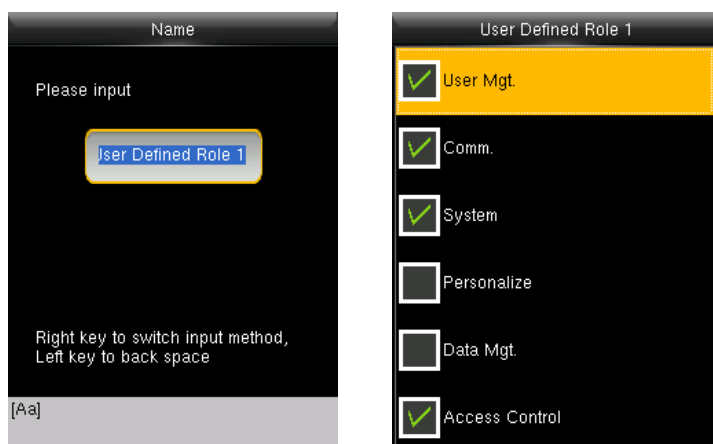 Name
Please input
User Defined Role 1
Right key to switch input method,
Left key to back space
[Aa]
User Defined Role 1
User Mgt.
Comm.
System
Personalize
Data Mgt.
Access Control